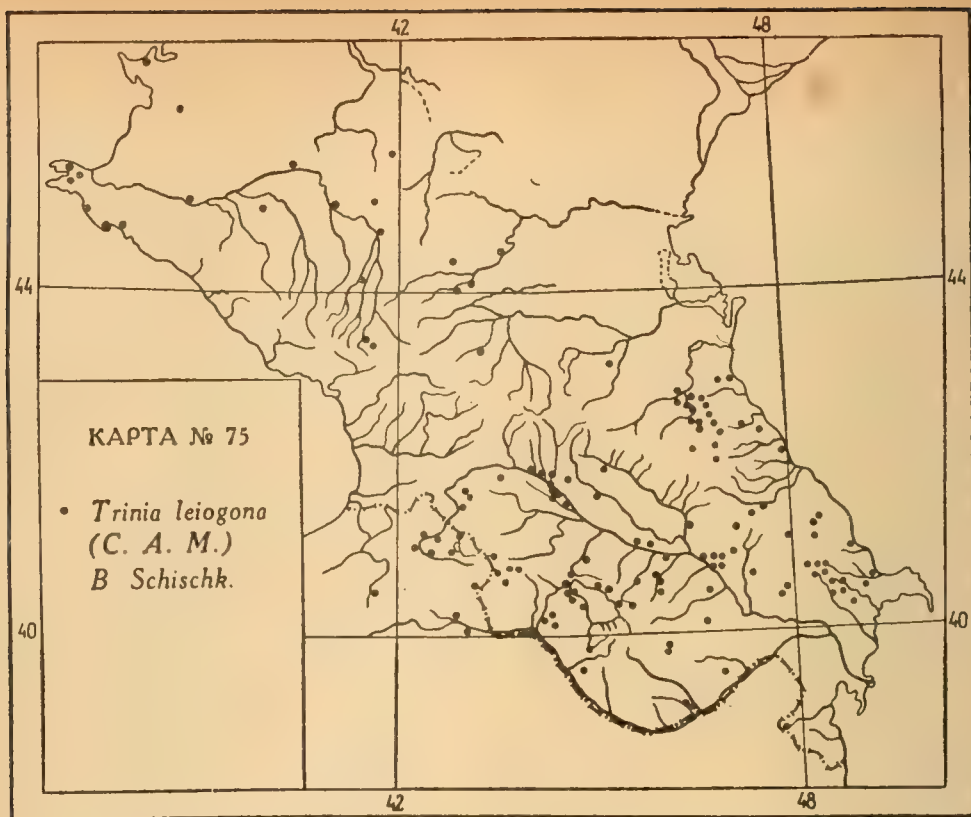 42
48
44
44
КАРТА № 75
Trinia leiogona
(C. A. M.)
B Schischk.
40
40
42
48